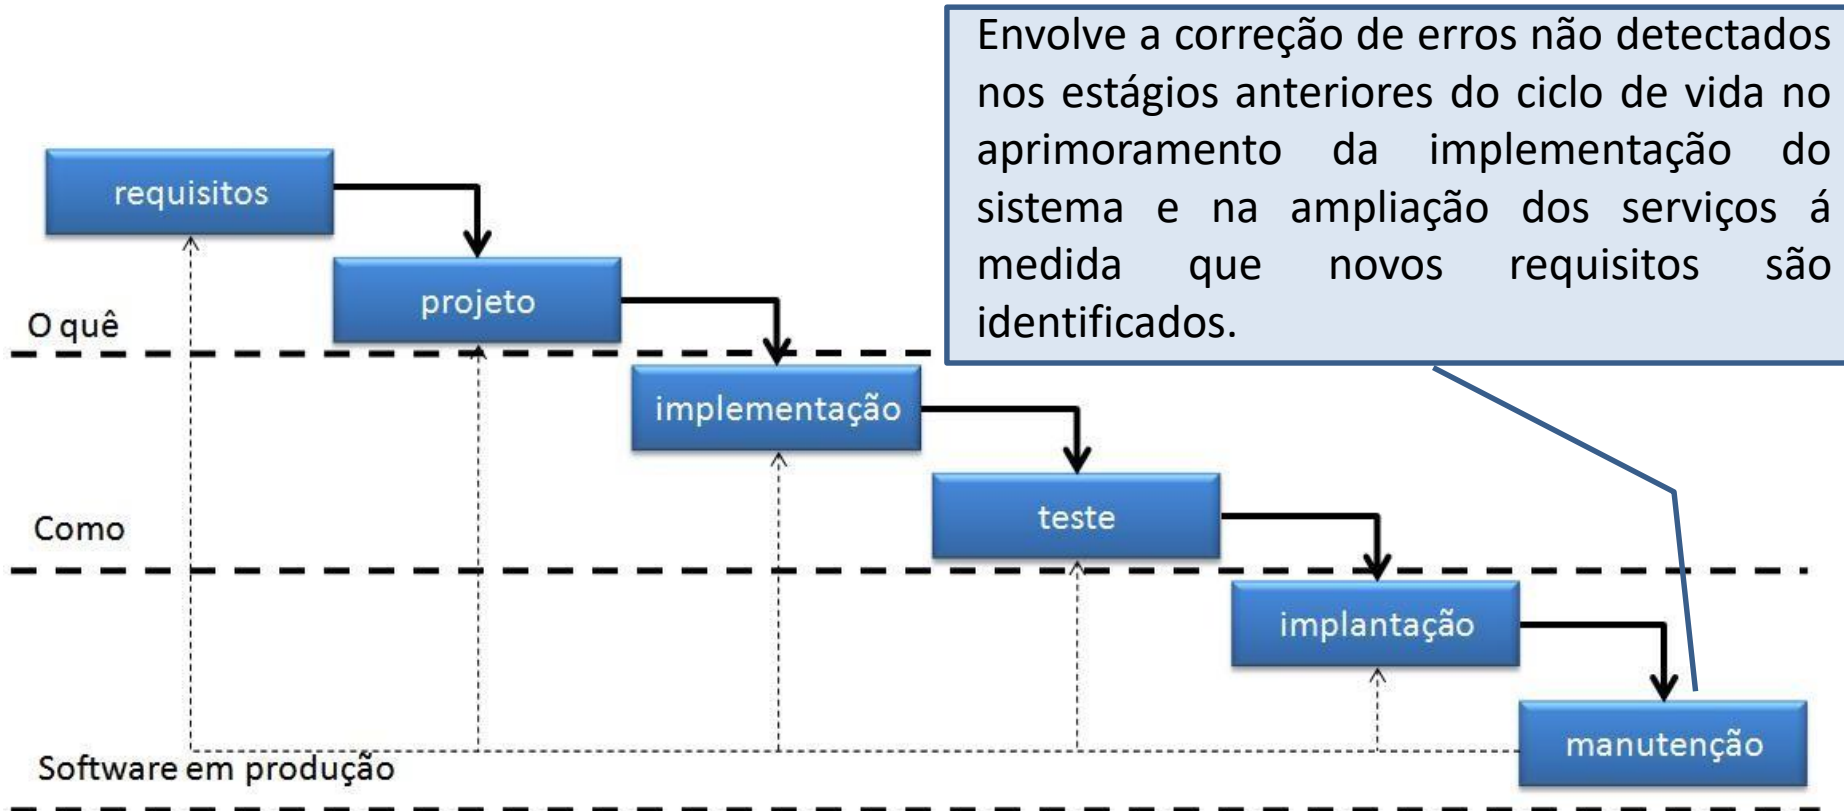 Envolve a correção de erros não detectados
nos estágios anteriores do ciclo de vida no
aprimoramento da implementação do
sistema e na ampliação dos serviços á
medida que novos requisitos são
identificados.
requisitos
projeto
O quê
implementação
teste
Como
implantação
manutenção
Software em produção